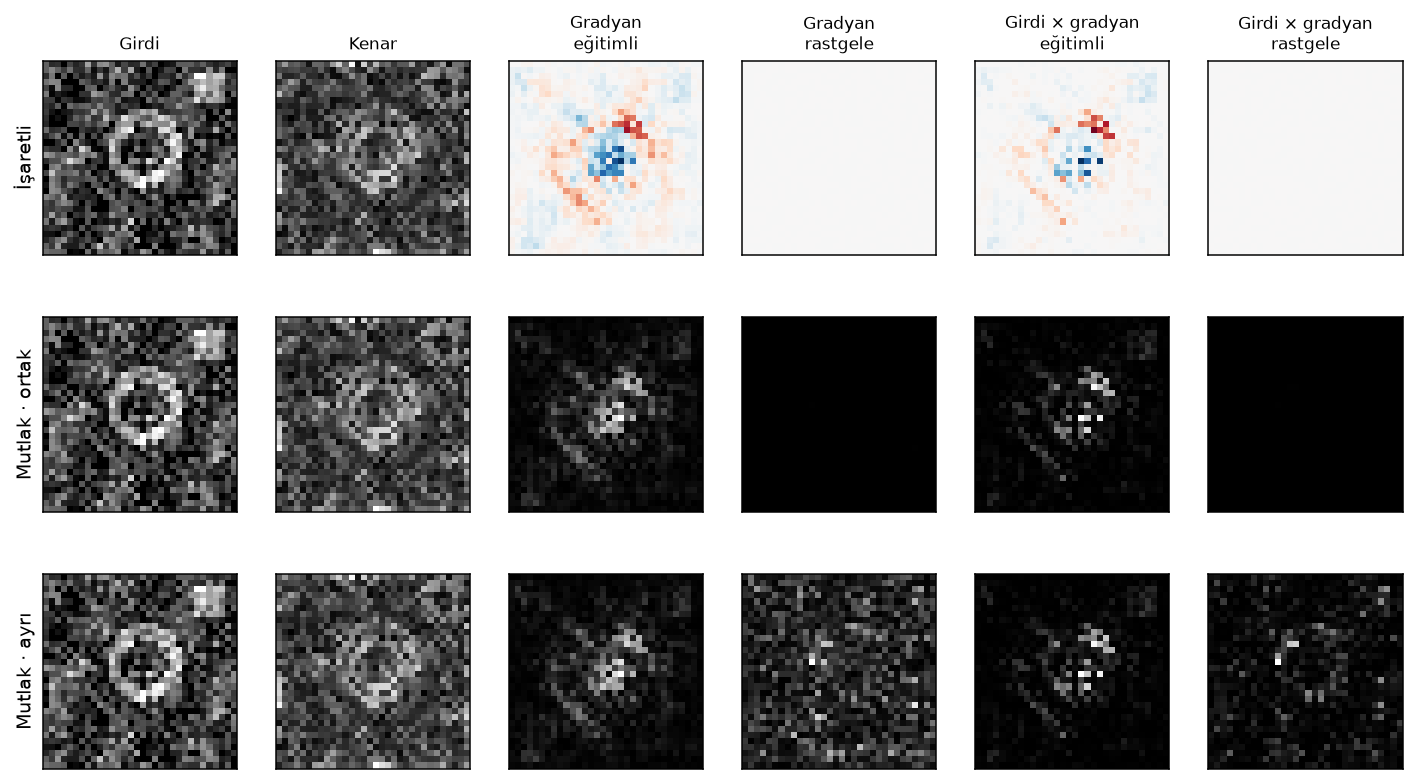 Girdi
Kenar
Gradyan
eğitimli
Gradyan
rastgele
Girdi × gradyan
eğitimli
Girdi × gradyan
rastgele
İşaretli
Mutlak · ortak
Mutlak · ayrı